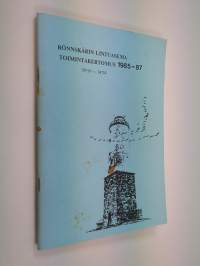 RÖNNSKÄRIN LINTUASEMA
TOIMINTAKERTOMUS 1985-87